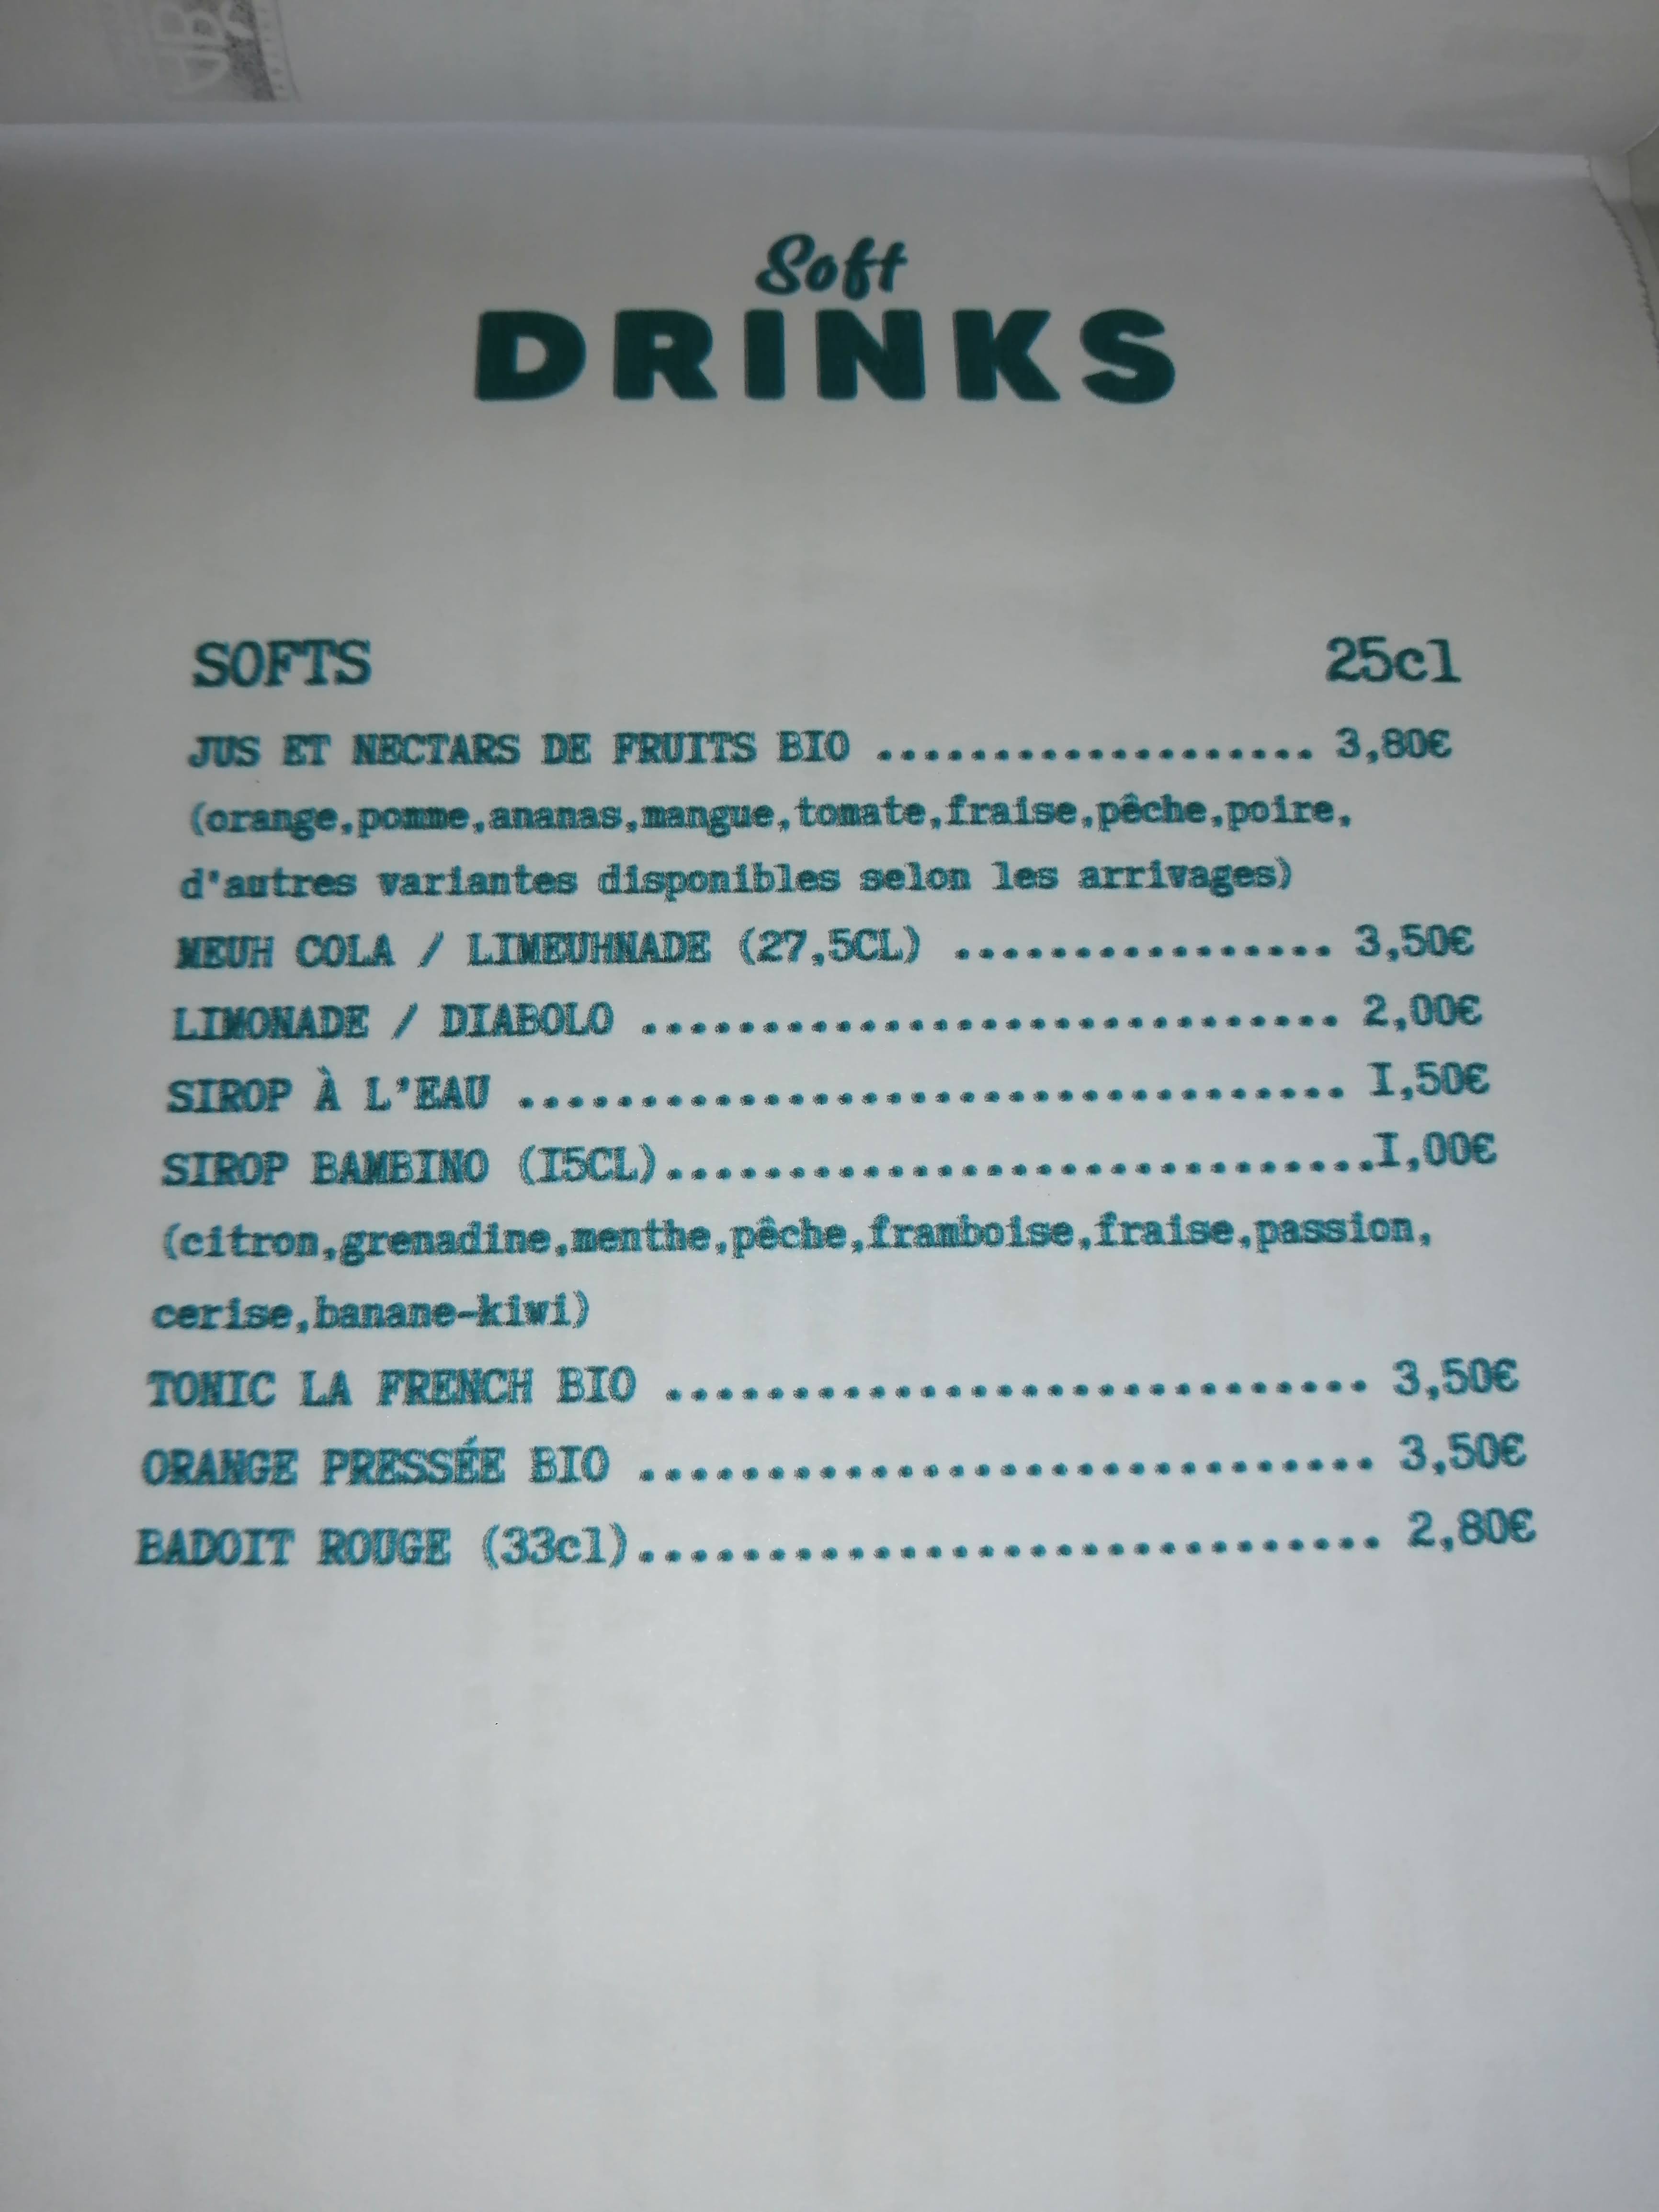 Soft
DRINKS
SOFTS 25cl
JUS ET NECTARS DE FRUITS BIO .................. 3,80€
(orange,pomme,ananas,mangue,tomate,fraise,pêche,poire,
d'autres variantes disponibles selon les arrivages)
MEUH COLA / LIMEUHNADE (27,5CL) ................ 3,50€
LIMONADE / DIABOLO ............................. 2,00€
SIROP À L'EAU .................................. I,50€
SIROP BAMBINO (I5CL)..............................I,00€
(citron,grenadine,menthe,pêche,framboise,fraise,passion,
cerise,banane-kiwi)
TONIC LA FRENCH BIO ............................. 3,50€
ORANGE PRESSÉE BIO .............................. 3,50€
BADOIT ROUGE (33cl)............................... 2,80€